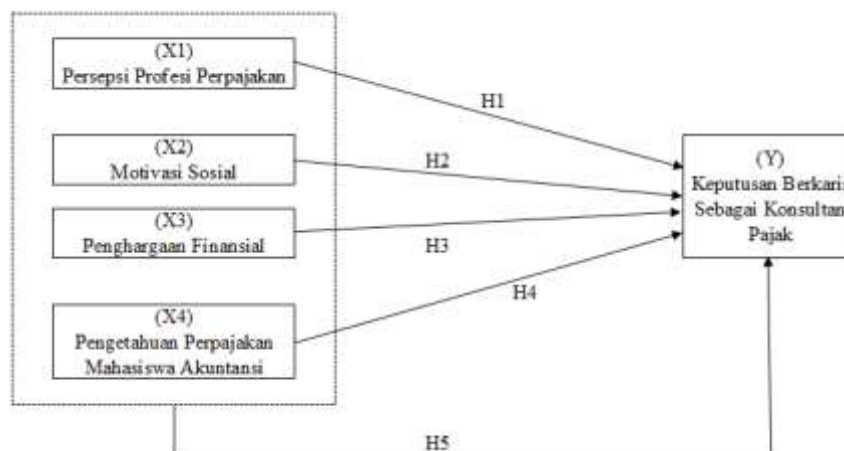 (X1)
Persepsi Profesi Perpajakan
H1
(X2)
Motivasi Sosial
H2
(X3)
Penghargaan Finansial
H3
(X4)
Pengetahuan Perpajakan
Mahasiswa Akuntansi
H4
(Y)
Keputusan Berkaris
Sebagai Konsultan
Pajak
H5